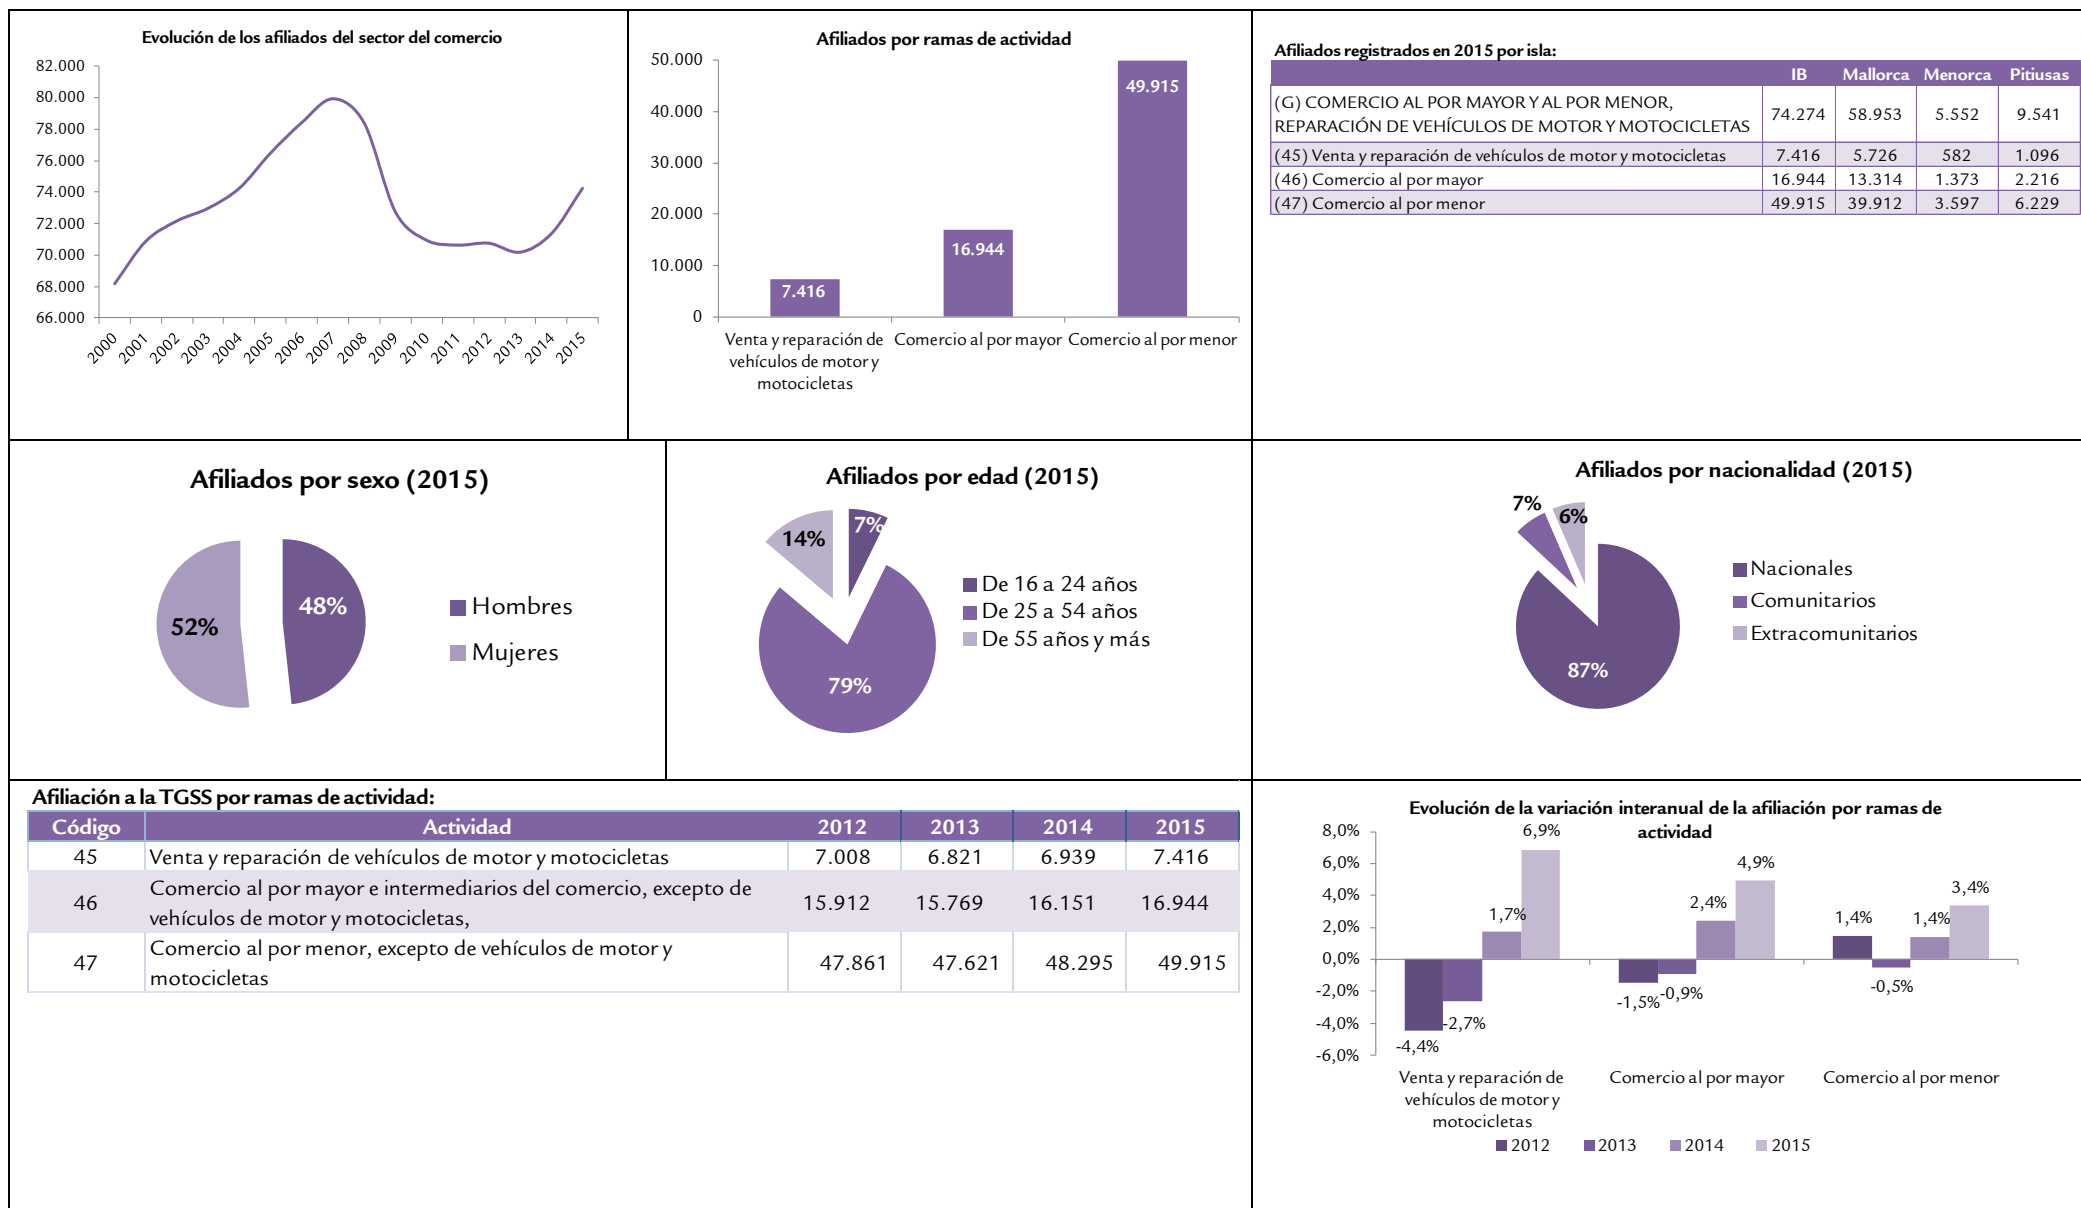 Evolución de los afiliados del sector del comercio
82.000
80.000
78.000
76.000
74.000
72.000
70.000
68.000
66.000
2000 2001 2002 2003 2004 2005 2006 2007 2008 2009 2010 2011 2012 2013 2014 2015
Afiliados por ramas de actividad
50.000
40.000
30.000
20.000
10.000
0
7.416
16.944
49.915
Venta y reparación de vehículos de motor y motocicletas
Comercio al por mayor
Comercio al por menor
Afiliados registrados en 2015 por isla:
IB Mallorca Menorca Pitiusas
(G) COMERCIO AL POR MAYOR Y AL POR MENOR,
REPARACIÓN DE VEHÍCULOS DE MOTOR Y MOTOCICLETAS 74.274 58.953 5.552 9.541
(45) Venta y reparación de vehículos de motor y motocicletas 7.416 5.726 582 1.096
(46) Comercio al por mayor 16.944 13.314 1.373 2.216
(47) Comercio al por menor 49.915 39.912 3.597 6.229
Afiliados por sexo (2015)
52%
48%
Hombres
Mujeres
Afiliados por edad (2015)
14%
7%
79%
De 16 a 24 años
De 25 a 54 años
De 55 años y más
Afiliados por nacionalidad (2015)
7%
6%
87%
Nacionales
Comunitarios
Extracomunitarios
Afiliación a la TGSS por ramas de actividad:
Código Actividad 2012 2013 2014 2015
45 Venta y reparación de vehículos de motor y motocicletas 7.008 6.821 6.939 7.416
46 Comercio al por mayor e intermediarios del comercio, excepto de
vehículos de motor y motocicletas, 15.912 15.769 16.151 16.944
47 Comercio al por menor, excepto de vehículos de motor y
motocicletas 47.861 47.621 48.295 49.915
Evolución de la variación interanual de la afiliación por ramas de
actividad
8,0%
6,0%
4,0%
2,0%
0,0%
-2,0%
-4,0%
-6,0%
-4,4%
-2,7%
1,7%
6,9%
-1,5%
-0,9%
2,4%
4,9%
1,4%
-0,5%
1,4%
3,4%
Venta y reparación de
vehículos de motor y
motocicletas
Comercio al por mayor
Comercio al por menor
2012 2013 2014 2015